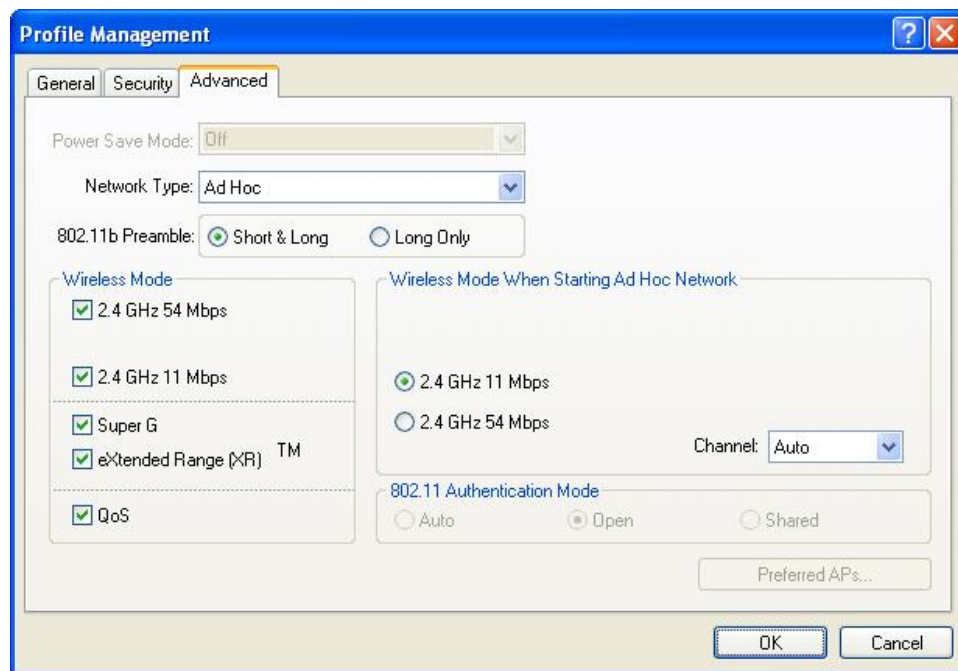 Profile Management
General Security Advanced
Power Save Mode: Off
Network Type: Ad Hoc
802.11b Preamble: Short & Long Long Only
Wireless Mode
2.4 GHz 54 Mbps
2.4 GHz 11 Mbps
Super G
eXtended Range (XR) TM
QoS
Wireless Mode When Starting Ad Hoc Network
2.4 GHz 11 Mbps
2.4 GHz 54 Mbps
Channel: Auto
802.11 Authentication Mode
Auto Open Shared
Preferred APs...
OK Cancel